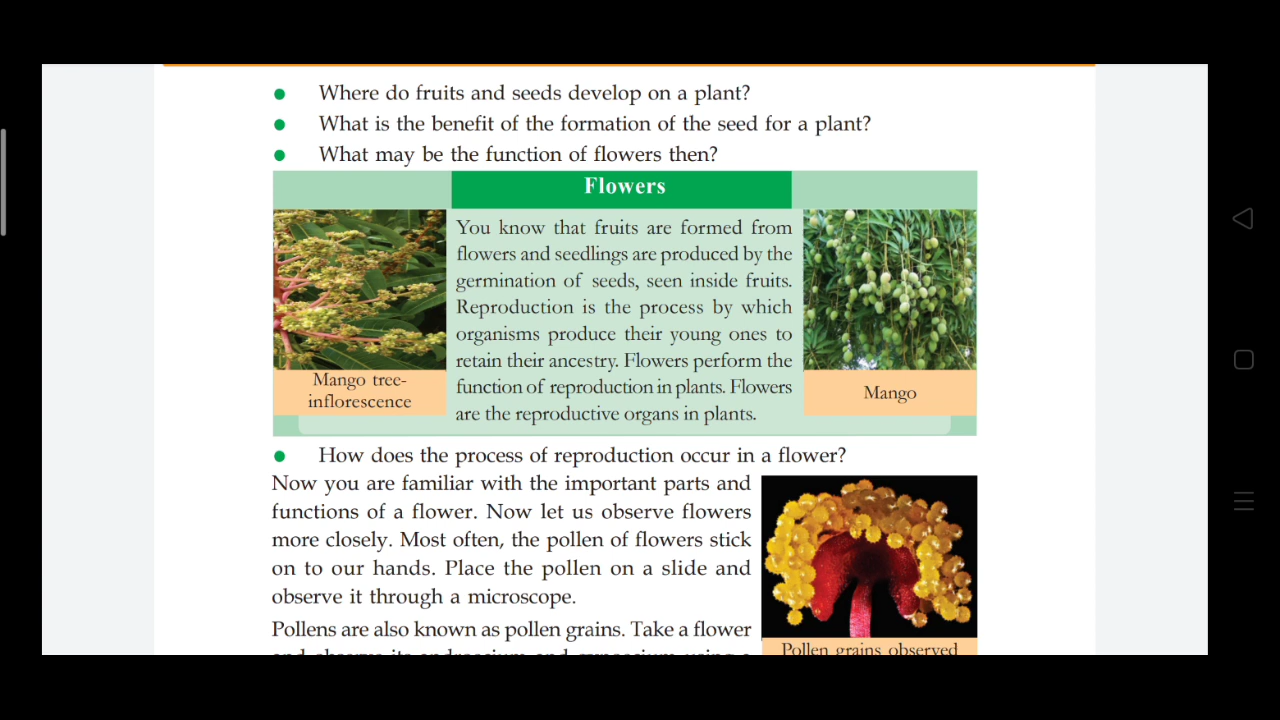 Where do fruits and seeds develop on a plant?
What is the benefit of the formation of the seed for a plant?
What may be the function of flowers then?
Flowers
You know that fruits are formed from
flowers and seedlings are produced by the
germination of seeds, seen inside fruits.
Reproduction is the process by which
organisms produce their young ones to
retain their ancestry. Flowers perform the
function of reproduction in plants. Flowers
are the reproductive organs in plants.
Mango tree-
inflorescence
Mango
How does the process of reproduction occur in a flower?
Now you are familiar with the important parts and
functions of a flower. Now let us observe flowers
more closely. Most often, the pollen of flowers stick
on to our hands. Place the pollen on a slide and
observe it through a microscope.
Pollens are also known as pollen grains. Take a flower
and observe its androecium and gynoecium using a
Pollen grains observed